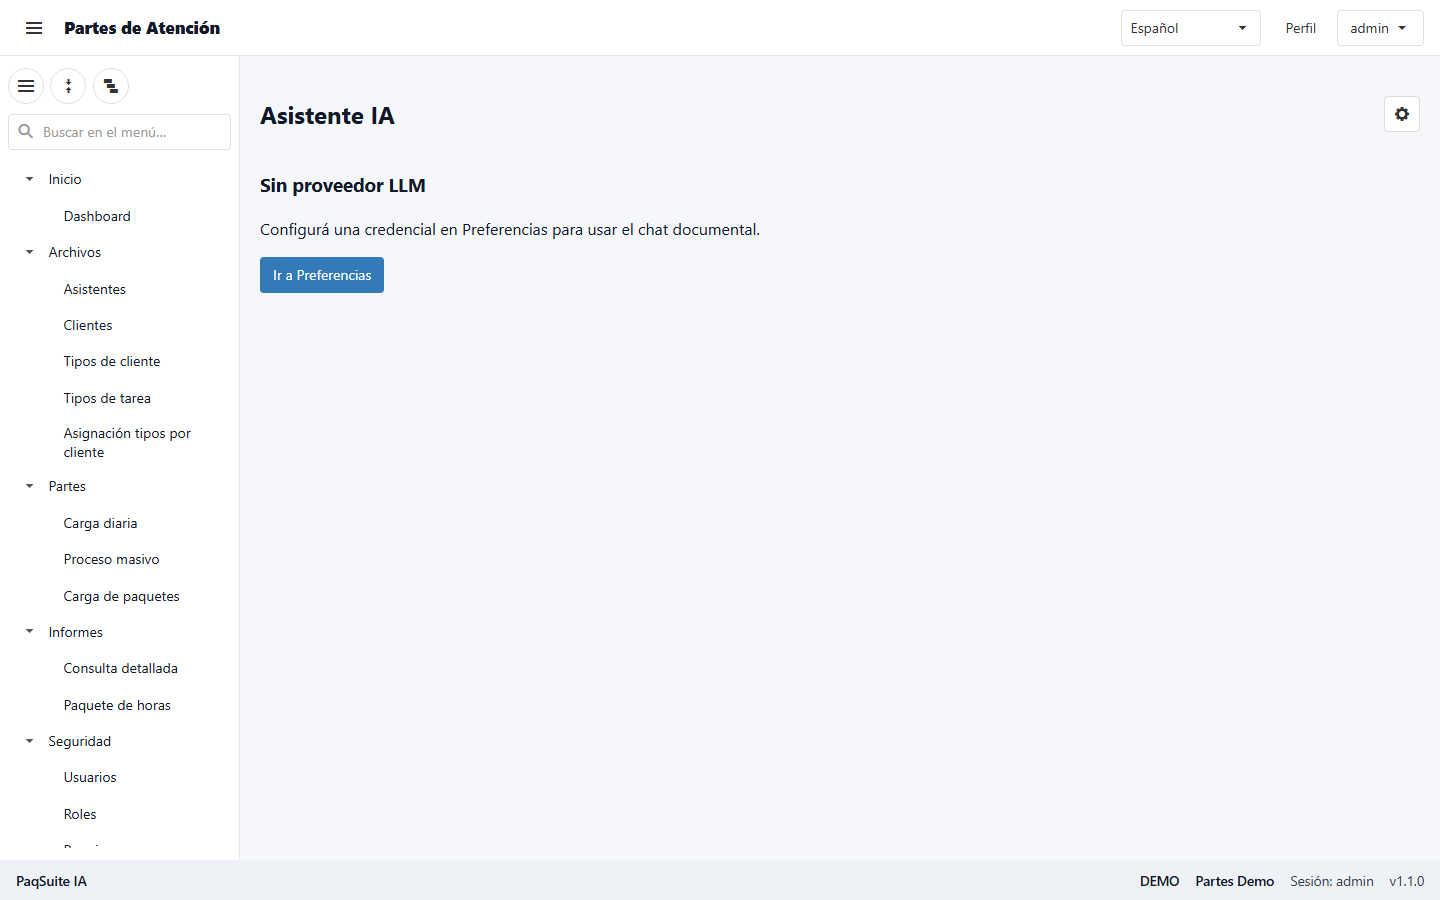 Partes de Atención
Español
Perfil
admin
Buscar en el menú...
Inicio
Dashboard
Archivos
Asistentes
Clientes
Tipos de cliente
Tipos de tarea
Asignación tipos por
cliente
Partes
Carga diaria
Proceso masivo
Carga de paquetes
Informes
Consulta detallada
Paquete de horas
Seguridad
Usuarios
Roles
Asistente IA
Sin proveedor LLM
Configurá una credencial en Preferencias para usar el chat documental.
Ir a Preferencias
PaqSuite IA
DEMO
Partes Demo
Sesión: admin
v1.1.0